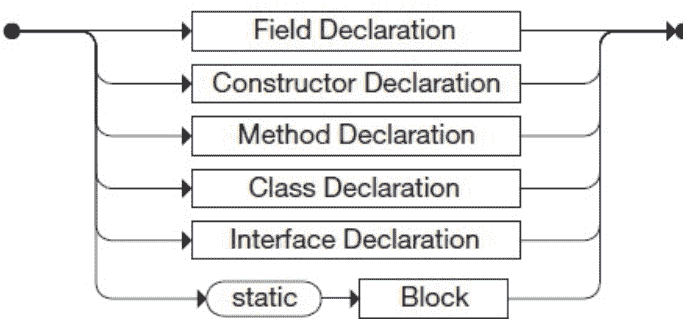 Field Declaration
Constructor Declaration
Method Declaration
Class Declaration
Interface Declaration
static Block